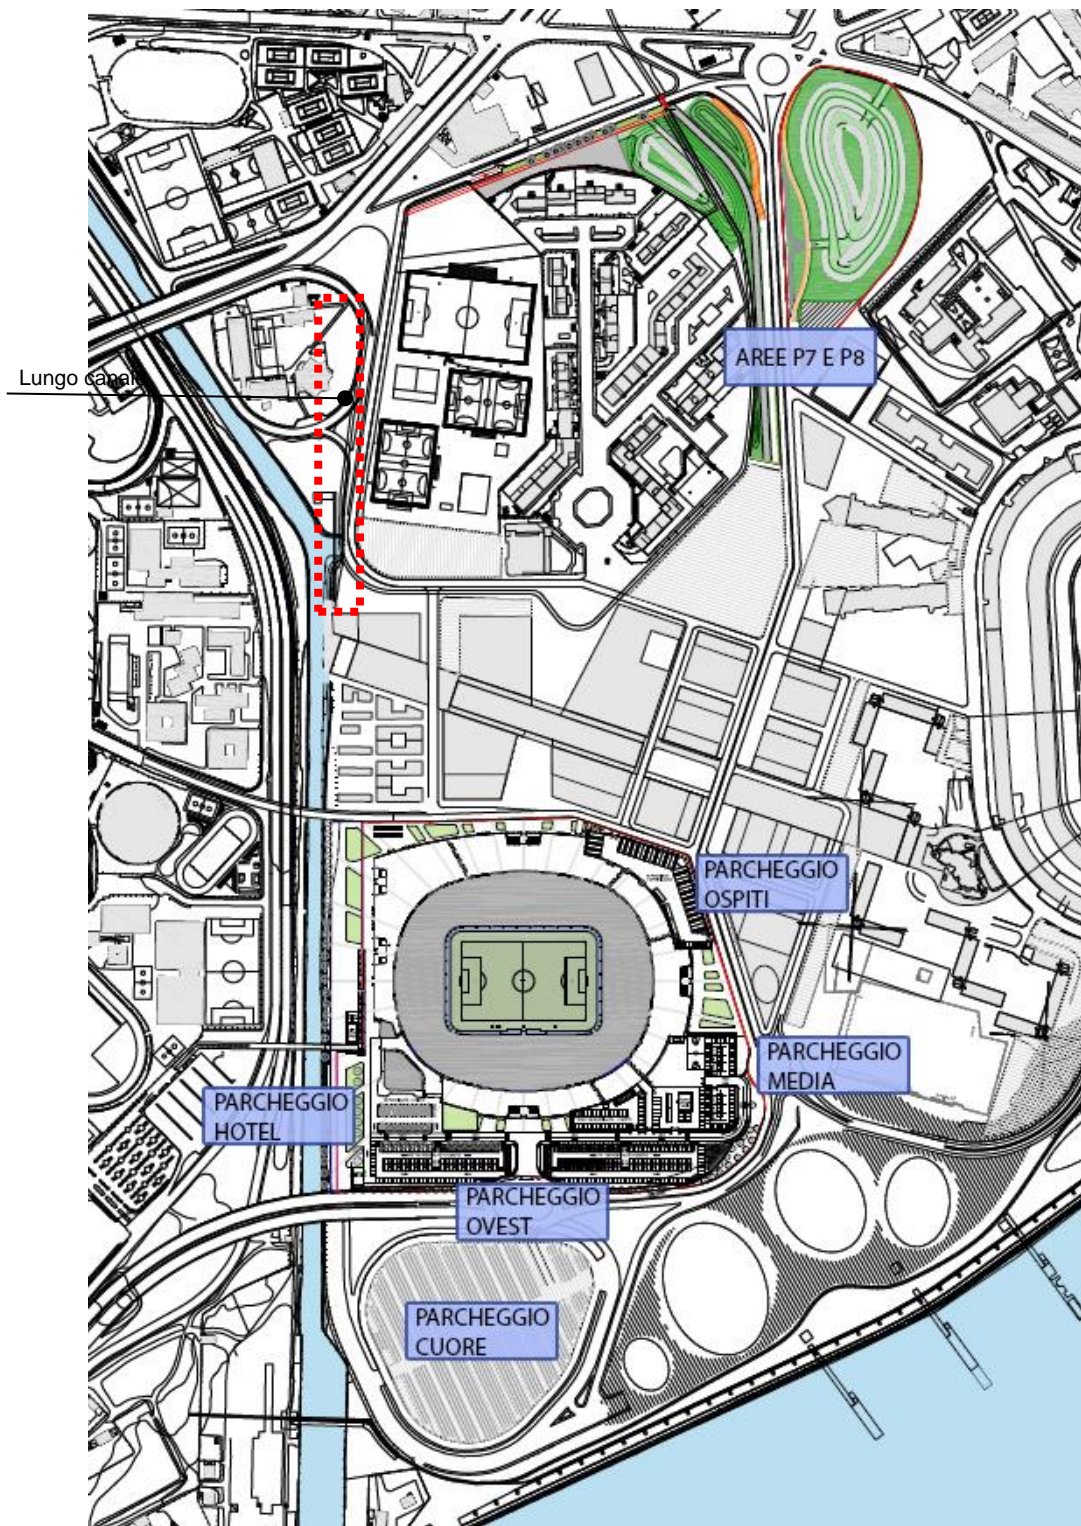 AREE P7 E P8
Lungo canale
PARCHEGGIO
OSPITI
PARCHEGGIO
MEDIA
PARCHEGGIO
HOTEL
PARCHEGGIO
OVEST
PARCHEGGIO
CUORE